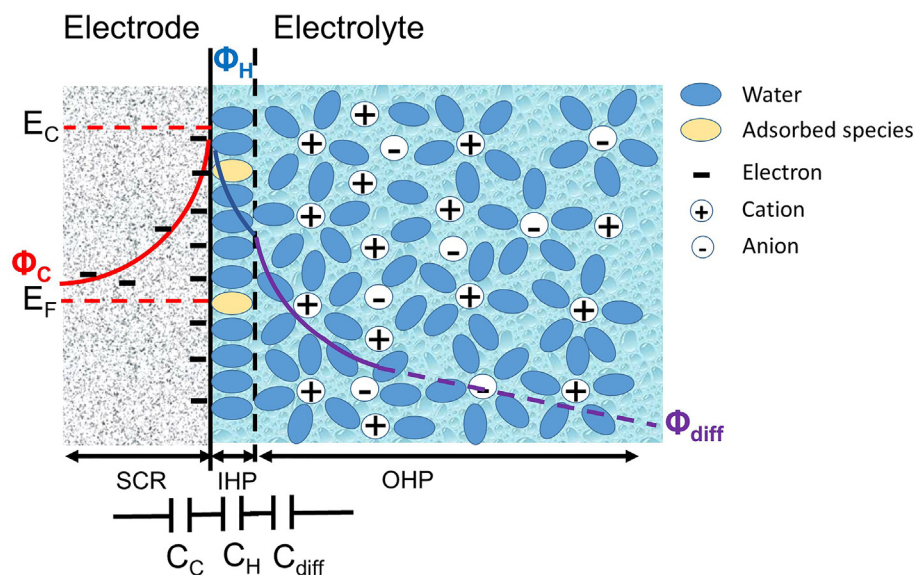 Electrode
Electrolyte
Φ_H
E_C
Φ_C
E_F
Water
Adsorbed species
Electron
+ Cation
- Anion
Φ_diff
SCR
IHP
OHP
C_C
C_H
C_diff